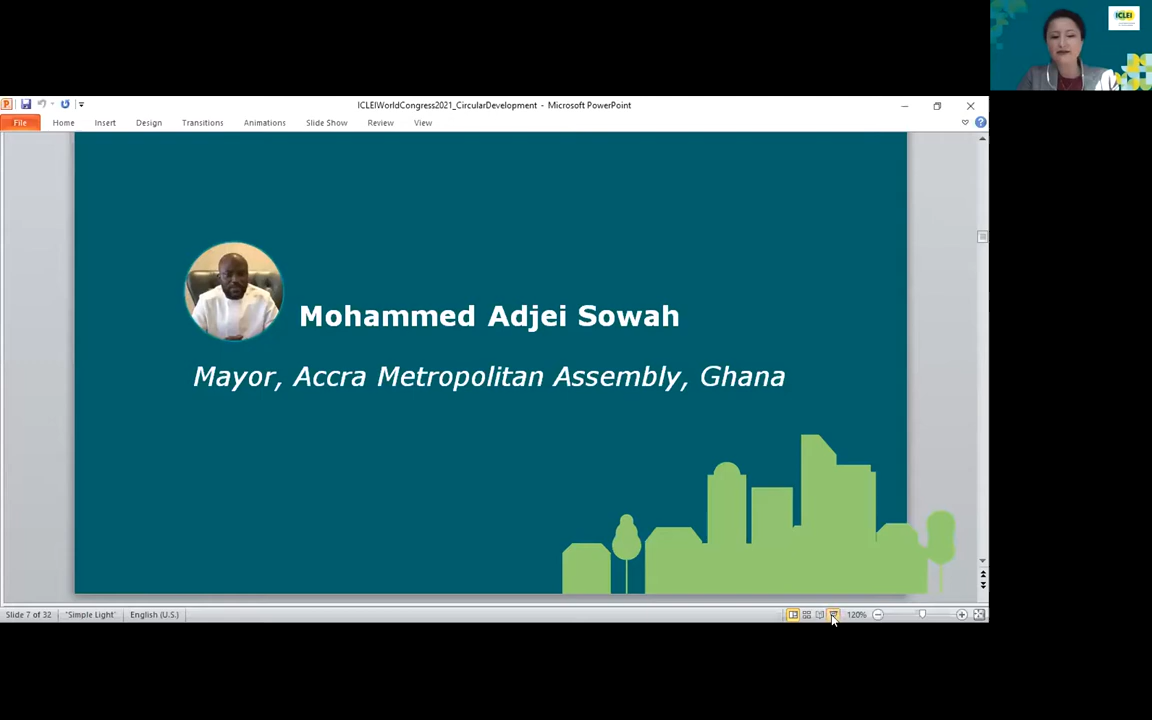 ICLEI
ICLEIWorldCongress2021_CircularDevelopment - Microsoft PowerPoint
File Home Insert Design Transitions Animations Slide Show Review View
Mohammed Adjei Sowah
Mayor, Accra Metropolitan Assembly, Ghana
Slide 7 of 32 "Simple Light" English (U.S.) 120%